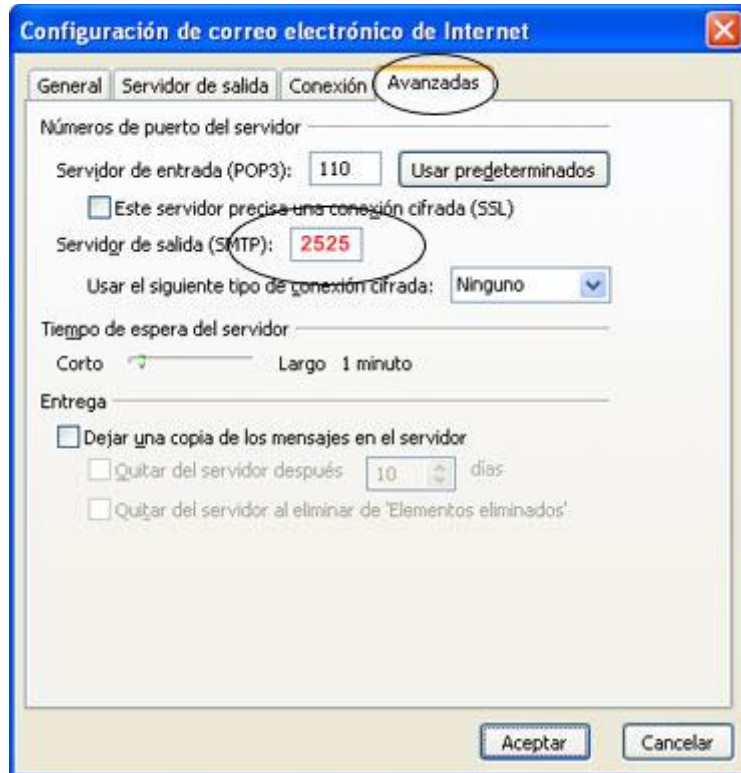 Configuración de correo electrónico de Internet
General Servidor de salida Conexión Avanzadas
Números de puerto del servidor
Servidor de entrada (POP3): 110 Usar predeterminados
Este servidor precisa una conexión cifrada (SSL)
Servidor de salida (SMTP): 2525
Usar el siguiente tipo de conexión cifrada: Ninguno
Tiempo de espera del servidor
Corto Largo 1 minuto
Entrega
Dejar una copia de los mensajes en el servidor
Quitar del servidor después 10 días
Quitar del servidor al eliminar de 'Elementos eliminados'
Aceptar Cancelar